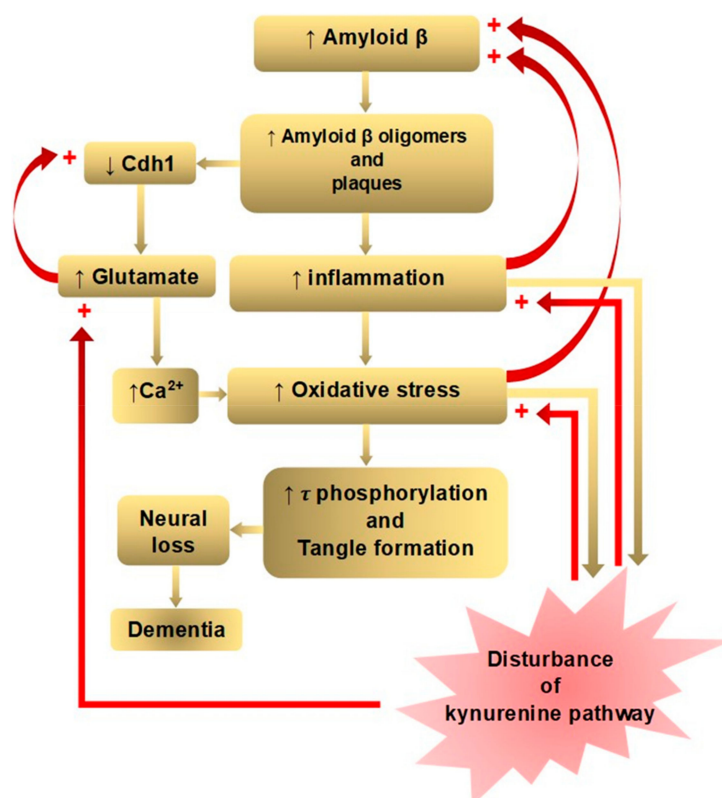 ↑ Amyloid β
+
+
↑ Amyloid β oligomers
and
plaques
+
↓ Cdh1
↑ Glutamate
+
↑ inflammation
+
↑Ca²⁺
↑ Oxidative stress
+
↑ τ phosphorylation
and
Tangle formation
Neural
loss
Dementia
Disturbance
of
kynurenine pathway